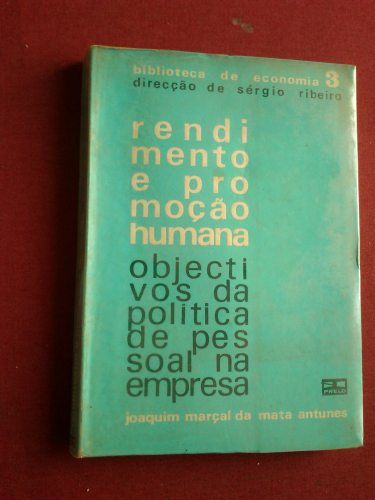 biblioteca de economia 3
direcção de sérgio ribeiro
rendi
mento
e pro
moção
humana
objecti
vos da
política
de pes
soal na
empresa
PRELO
joaquim marçal da mata antunes